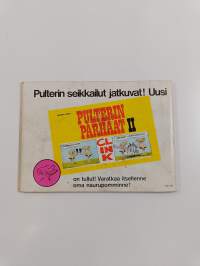 Pulterin seikkailut jatkuvat! Uusi
PULTERIN
PARHAAT II
CLINK
on tullut! Varatkaa itsellenne
oma naurupomminne!